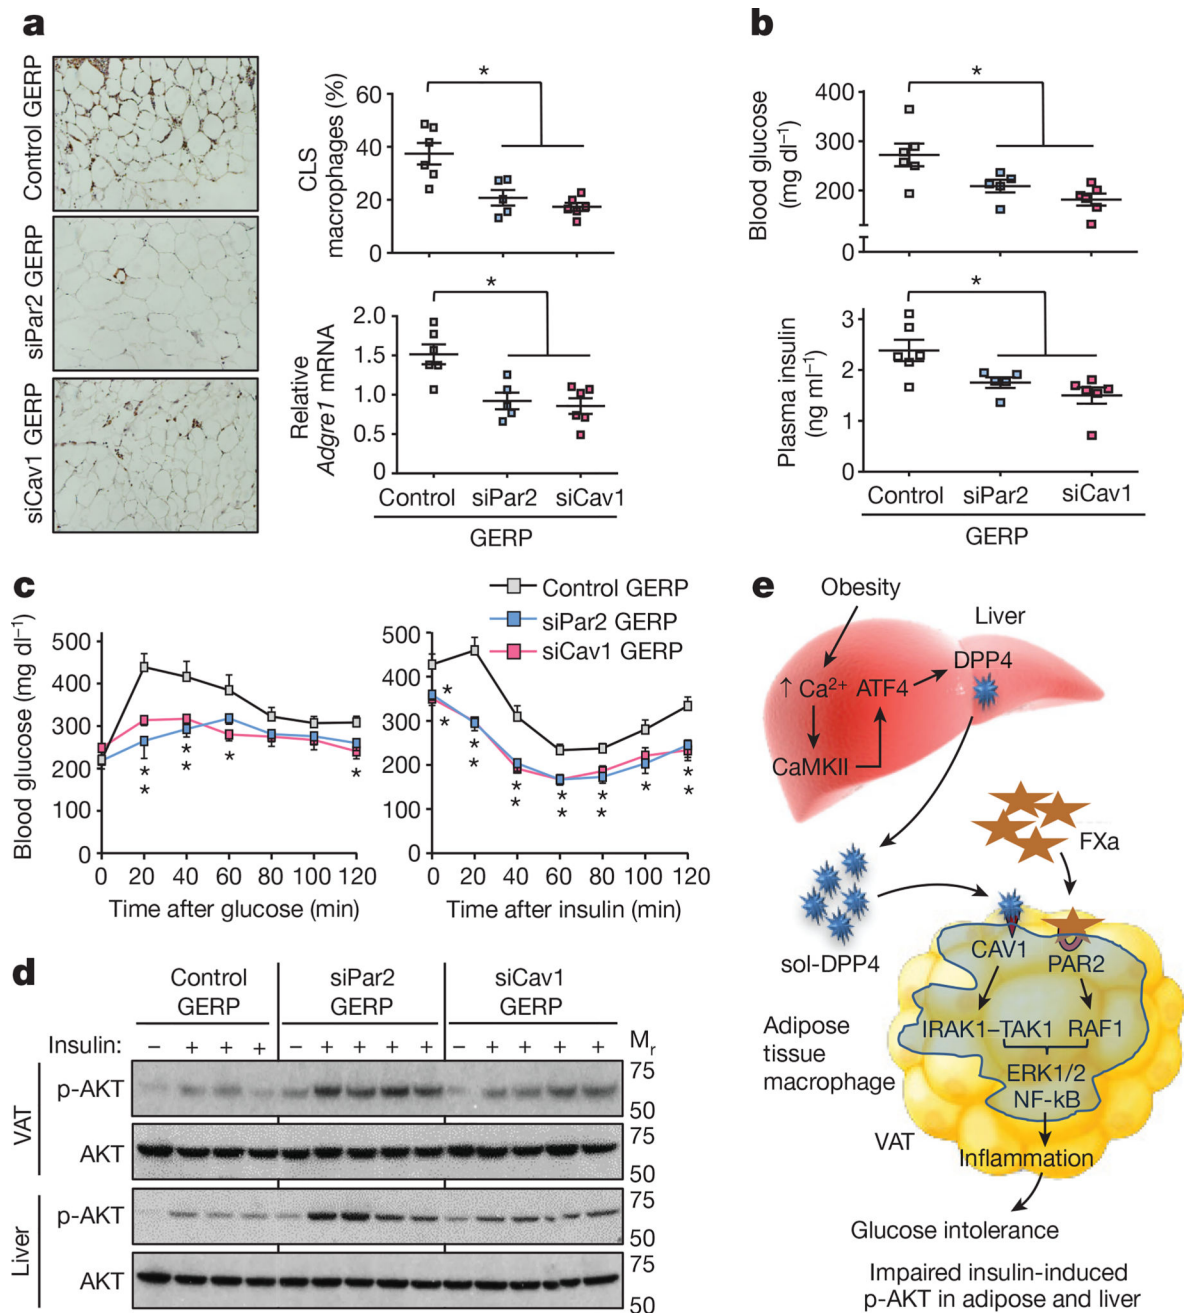 a
Control GERP
siPar2 GERP
siCav1 GERP
CLS
macrophages (%)
60
40
20
0
*
Relative
Adgre1 mRNA
2.0
1.5
1.0
0.5
0
*
Control siPar2 siCav1
GERP
b
Blood glucose
(mg dl⁻¹)
400
300
200
0
*
Plasma insulin
(ng ml⁻¹)
3
2
1
0
*
Control siPar2 siCav1
GERP
c
Control GERP
siPar2 GERP
siCav1 GERP
Blood glucose (mg dl⁻¹)
500
400
300
200
100
0
* * * *
* *
0 20 40 60 80 100 120
Time after glucose (min)
500
400
300
200
100
0
* * * * * * *
* * * * * *
0 20 40 60 80 100 120
Time after insulin (min)
d
Control
GERP
siPar2
GERP
siCav1
GERP
Insulin: − + + + − + + + + − + + + + Mr
VAT
p-AKT 75
50
AKT 75
50
Liver
p-AKT 75
50
AKT 75
50
e
Obesity
Liver
DPP4
↑ Ca²⁺ ATF4
CaMKII
FXa
sol-DPP4
CAV1
PAR2
IRAK1–TAK1 RAF1
Adipose
tissue
macrophage
ERK1/2
NF-kB
VAT
Inflammation
Glucose intolerance
Impaired insulin-induced
p-AKT in adipose and liver